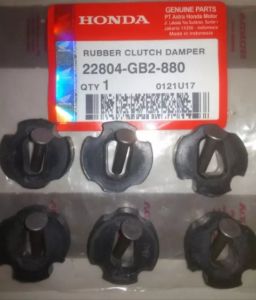 HONDA
GENUINE PARTS
PT Astra Honda Motor
Made in Indonesia
RUBBER CLUTCH DAMPER
22804-GB2-880
QTY 1
0121U17